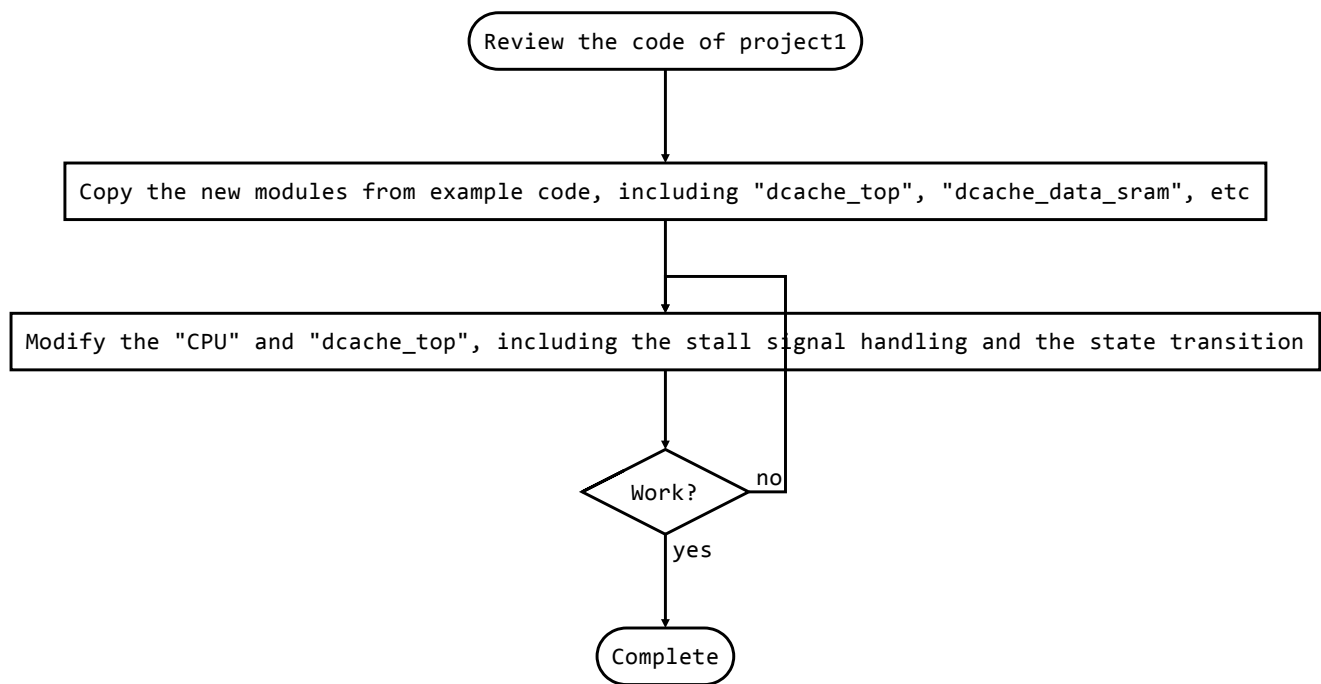 Review the code of project1
Copy the new modules from example code, including "dcache_top", "dcache_data_sram", etc
Modify the "CPU" and "dcache_top", including the stall signal handling and the state transition
Work?
no
yes
Complete